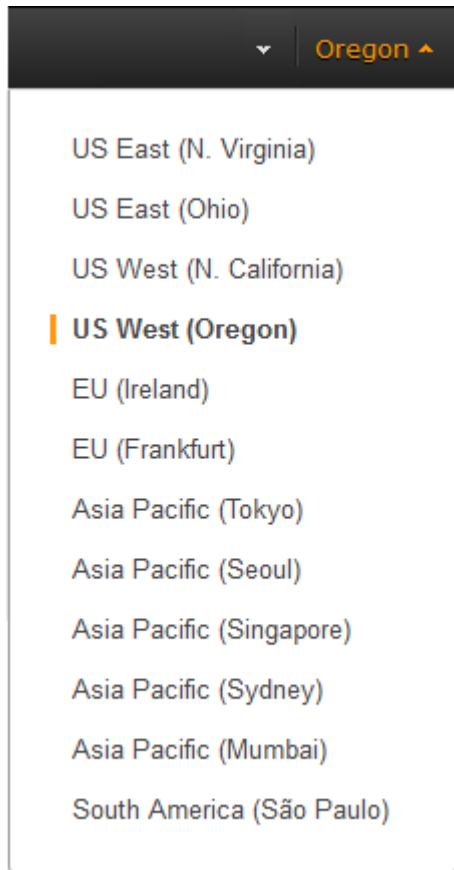 Oregon
US East (N. Virginia)
US East (Ohio)
US West (N. California)
US West (Oregon)
EU (Ireland)
EU (Frankfurt)
Asia Pacific (Tokyo)
Asia Pacific (Seoul)
Asia Pacific (Singapore)
Asia Pacific (Sydney)
Asia Pacific (Mumbai)
South America (São Paulo)